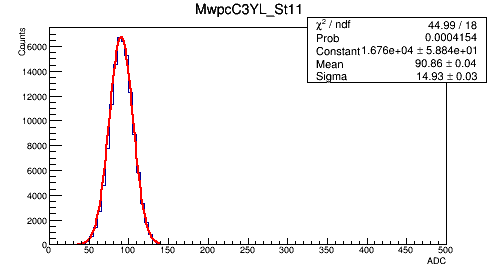 MwpcC3YL_St11
χ² / ndf 44.99 / 18
Prob 0.0004154
Constant 1.676e+04 ± 5.884e+01
Mean 90.86 ± 0.04
Sigma 14.93 ± 0.03
Counts
16000
14000
12000
10000
8000
6000
4000
2000
0
0 50 100 150 200 250 300 350 400 450 500
ADC